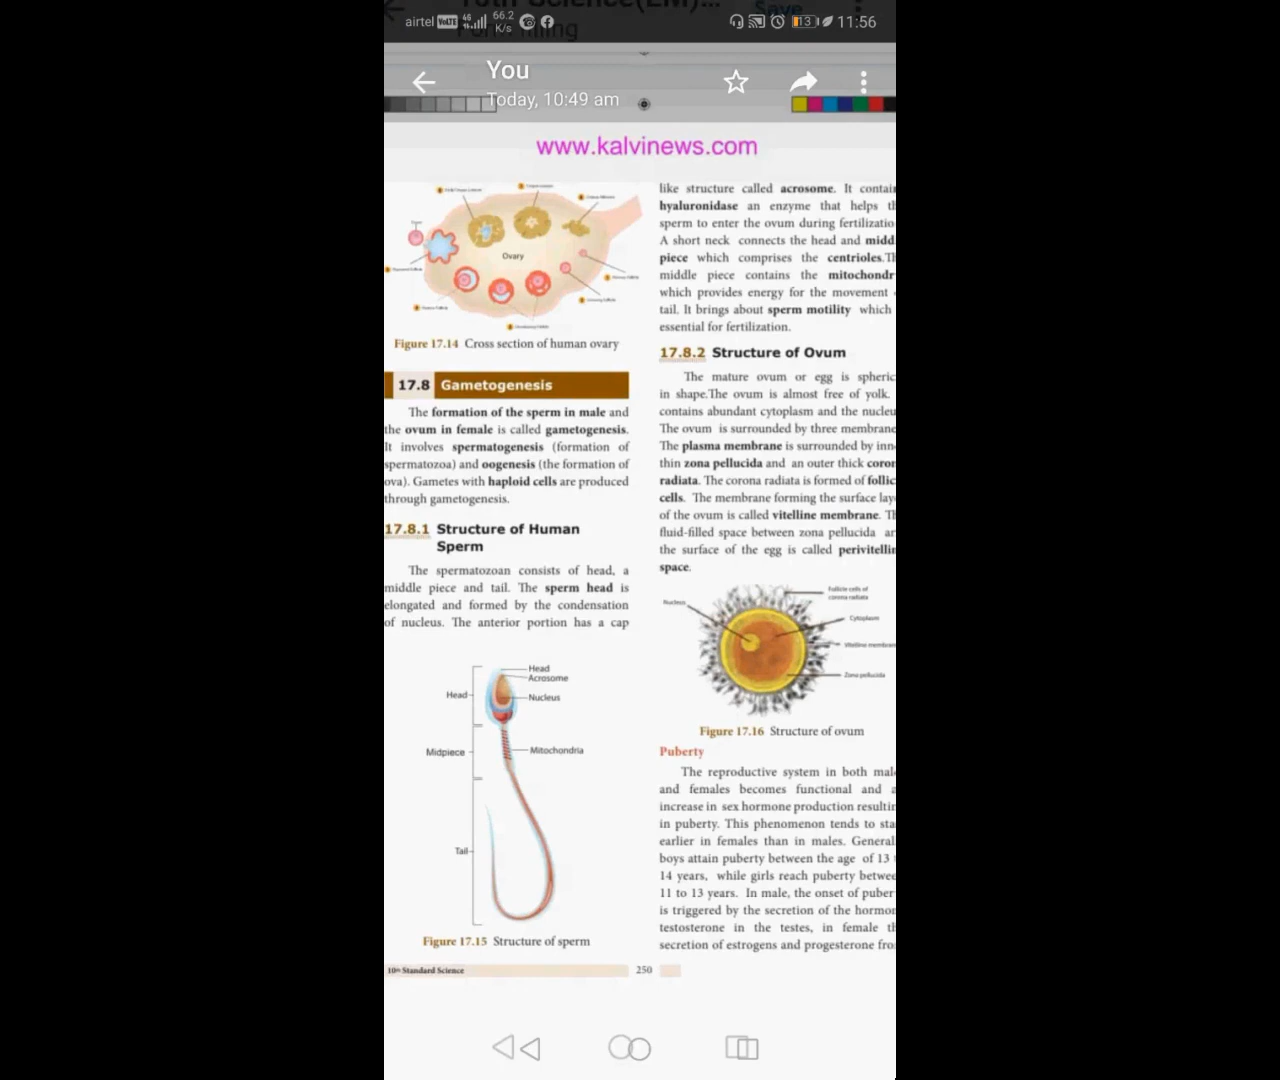 airtel VoLTE 4G 66.2 K/s 13 11:56
You
Today, 10:49 am
www.kalvinews.com
Ovary
Figure 17.14 Cross section of human ovary
17.8 Gametogenesis
The formation of the sperm in male and
the ovum in female is called gametogenesis.
It involves spermatogenesis (formation of
spermatozoa) and oogenesis (the formation of
ova). Gametes with haploid cells are produced
through gametogenesis.
17.8.1 Structure of Human
Sperm
The spermatozoan consists of head, a
middle piece and tail. The sperm head is
elongated and formed by the condensation
of nucleus. The anterior portion has a cap
Head
Acrosome
Head
Nucleus
Midpiece
Mitochondria
Tail
Figure 17.15 Structure of sperm
like structure called acrosome. It contai
hyaluronidase an enzyme that helps th
sperm to enter the ovum during fertilizatio
A short neck connects the head and midd
piece which comprises the centrioles.Th
middle piece contains the mitochondr
which provides energy for the movement
tail. It brings about sperm motility which
essential for fertilization.
17.8.2 Structure of Ovum
The mature ovum or egg is spheric
in shape.The ovum is almost free of yolk.
contains abundant cytoplasm and the nucleu
The ovum is surrounded by three membrane
The plasma membrane is surrounded by inn
thin zona pellucida and an outer thick coron
radiata. The corona radiata is formed of follic
cells. The membrane forming the surface lay
of the ovum is called vitelline membrane. Th
fluid-filled space between zona pellucida an
the surface of the egg is called perivitellin
space.
Follicle cells of
corona radiata
Nucleus
Cytoplasm
Vitelline membran
Zona pellucida
Figure 17.16 Structure of ovum
Puberty
The reproductive system in both mal
and females becomes functional and a
increase in sex hormone production resultin
in puberty. This phenomenon tends to sta
earlier in females than in males. General
boys attain puberty between the age of 13
14 years, while girls reach puberty betwee
11 to 13 years. In male, the onset of puber
is triggered by the secretion of the hormon
testosterone in the testes, in female th
secretion of estrogens and progesterone fro
10th Standard Science
250